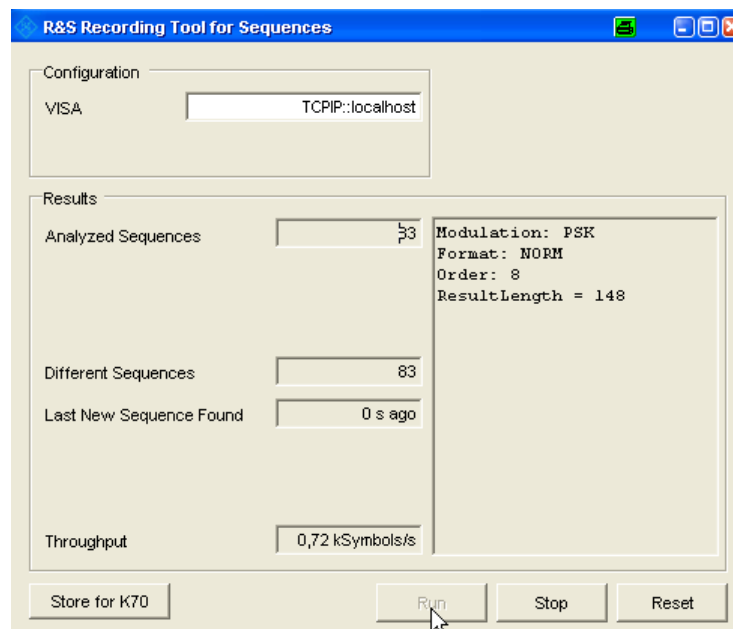 R&S Recording Tool for Sequences
Configuration
VISA
TCPIP::localhost
Results
Analyzed Sequences
Modulation: PSK
Format: NORM
Order: 8
ResultLength = 148
Different Sequences
83
Last New Sequence Found
0 s ago
Throughput
0,72 kSymbols/s
Store for K70
Run
Stop
Reset